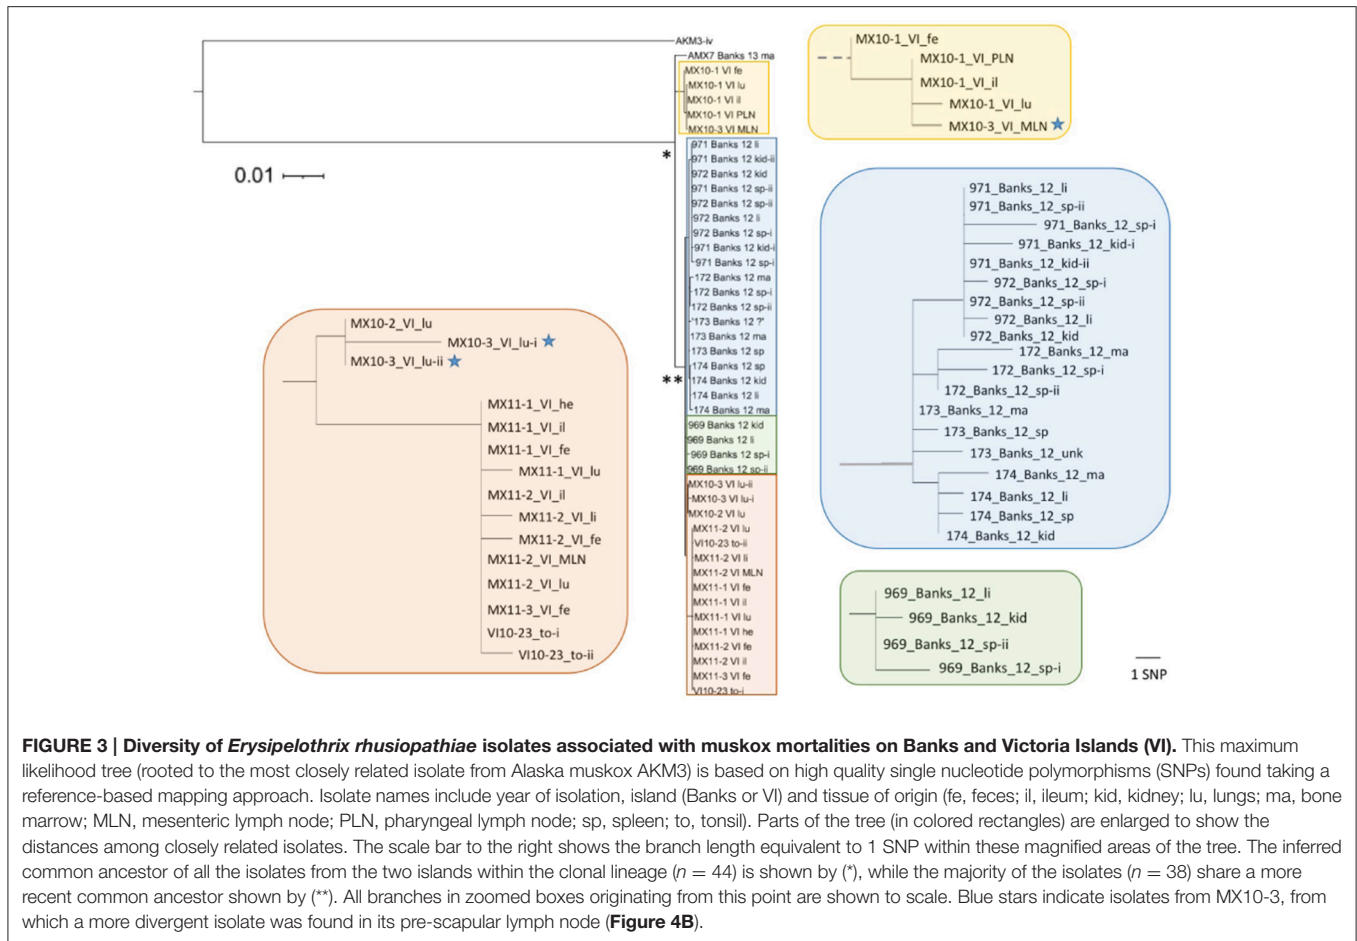 AKM3-iv
AMX7 Banks 13 ma
MX10-1 VI fe
MX10-1 VI lu
MX10-1 VI il
MX10-1 VI PLN
MX10-3 VI MLN
*
971 Banks 12 li
971 Banks 12 kid-ii
972 Banks 12 kid
971 Banks 12 sp-ii
972 Banks 12 sp-ii
972 Banks 12 li
972 Banks 12 sp-i
971 Banks 12 kid-i
971 Banks 12 sp-i
172 Banks 12 ma
172 Banks 12 sp-i
172 Banks 12 sp-ii
'173 Banks 12 ?'
173 Banks 12 ma
173 Banks 12 sp
174 Banks 12 sp
**
174 Banks 12 kid
174 Banks 12 li
174 Banks 12 ma
969 Banks 12 kid
969 Banks 12 li
969 Banks 12 sp-i
969 Banks 12 sp-ii
MX10-3 VI lu-ii
MX10-3 VI lu-i
MX10-2 VI lu
MX11-2 VI lu
VI10-23 to-ii
MX11-2 VI li
MX11-2 VI MLN
MX11-1 VI fe
MX11-1 VI il
MX11-1 VI lu
MX11-1 VI he
MX11-2 VI fe
MX11-2 VI il
MX11-3 VI fe
VI10-23 to-i
0.01
MX10-1_VI_fe
MX10-1_VI_PLN
MX10-1_VI_il
MX10-1_VI_lu
MX10-3_VI_MLN
971_Banks_12_li
971_Banks_12_sp-ii
971_Banks_12_sp-i
971_Banks_12_kid-i
971_Banks_12_kid-ii
972_Banks_12_sp-i
972_Banks_12_sp-ii
972_Banks_12_li
972_Banks_12_kid
172_Banks_12_ma
172_Banks_12_sp-i
172_Banks_12_sp-ii
173_Banks_12_ma
173_Banks_12_sp
173_Banks_12_unk
174_Banks_12_ma
174_Banks_12_li
174_Banks_12_sp
174_Banks_12_kid
969_Banks_12_li
969_Banks_12_kid
969_Banks_12_sp-ii
969_Banks_12_sp-i
1 SNP
MX10-2_VI_lu
MX10-3_VI_lu-i
MX10-3_VI_lu-ii
MX11-1_VI_he
MX11-1_VI_il
MX11-1_VI_fe
MX11-1_VI_lu
MX11-2_VI_il
MX11-2_VI_li
MX11-2_VI_fe
MX11-2_VI_MLN
MX11-2_VI_lu
MX11-3_VI_fe
VI10-23_to-i
VI10-23_to-ii
FIGURE 3 | Diversity of Erysipelothrix rhusiopathiae isolates associated with muskox mortalities on Banks and Victoria Islands (VI). This maximum
likelihood tree (rooted to the most closely related isolate from Alaska muskox AKM3) is based on high quality single nucleotide polymorphisms (SNPs) found taking a
reference-based mapping approach. Isolate names include year of isolation, island (Banks or VI) and tissue of origin (fe, feces; il, ileum; kid, kidney; lu, lungs; ma, bone
marrow; MLN, mesenteric lymph node; PLN, pharyngeal lymph node; sp, spleen; to, tonsil). Parts of the tree (in colored rectangles) are enlarged to show the
distances among closely related isolates. The scale bar to the right shows the branch length equivalent to 1 SNP within these magnified areas of the tree. The inferred
common ancestor of all the isolates from the two islands within the clonal lineage (n = 44) is shown by (*), while the majority of the isolates (n = 38) share a more
recent common ancestor shown by (**). All branches in zoomed boxes originating from this point are shown to scale. Blue stars indicate isolates from MX10-3, from
which a more divergent isolate was found in its pre-scapular lymph node (Figure 4B).